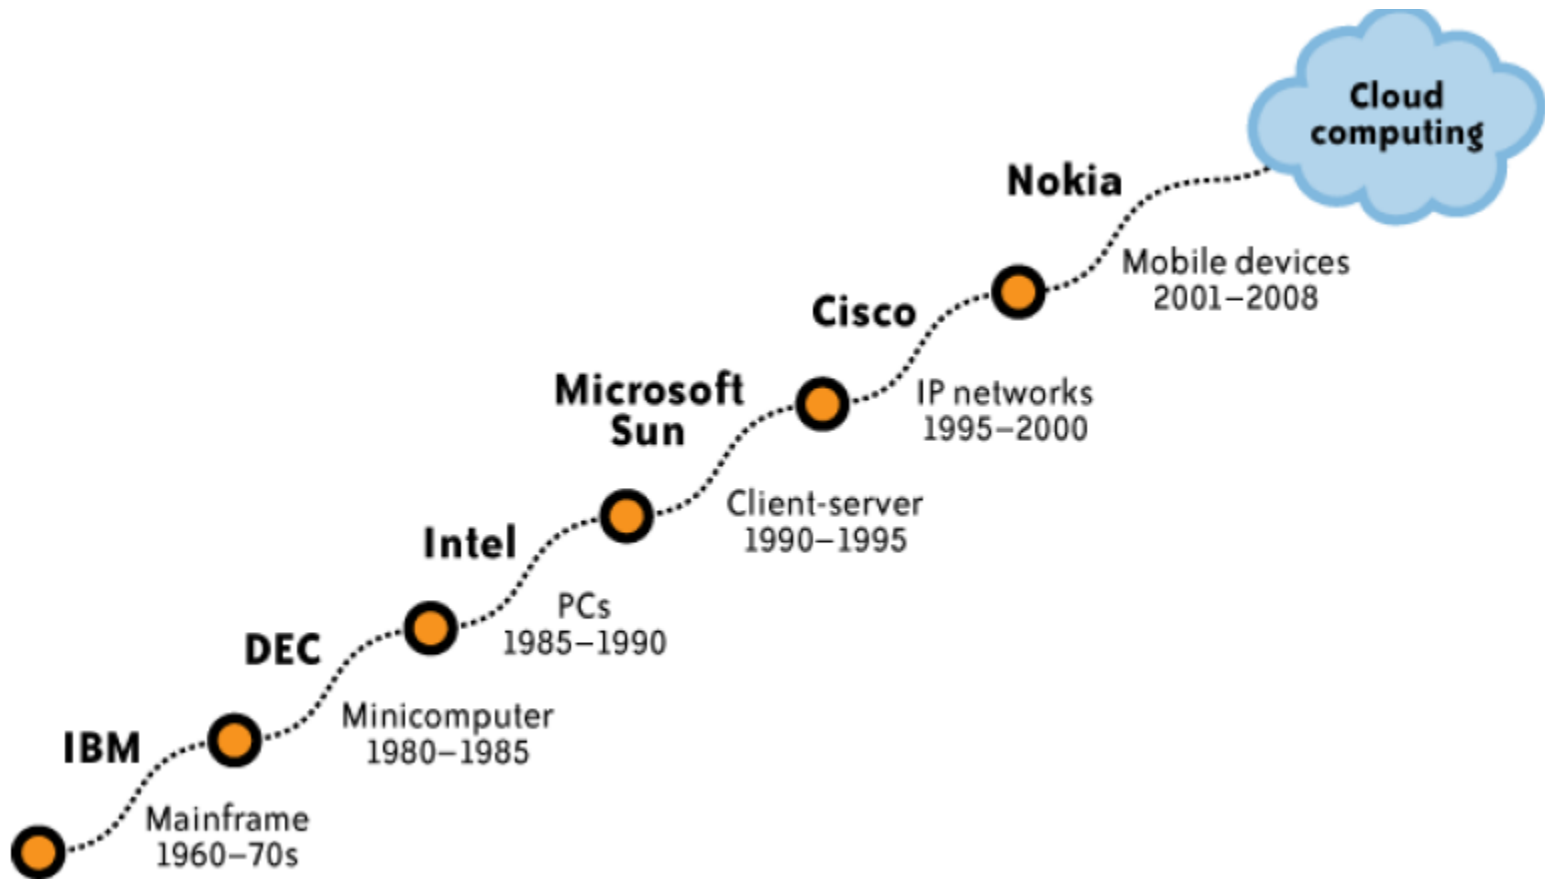 Cloud
computing
Nokia
Mobile devices
2001–2008
Cisco
IP networks
1995–2000
Microsoft
Sun
Client-server
1990–1995
Intel
PCs
1985–1990
DEC
Minicomputer
1980–1985
IBM
Mainframe
1960–70s